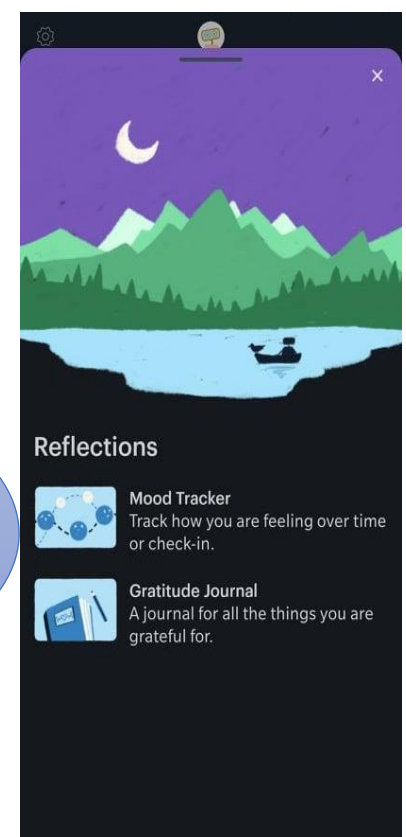 Reflections
Mood Tracker
Track how you are feeling over time
or check-in.
Gratitude Journal
A journal for all the things you are
grateful for.